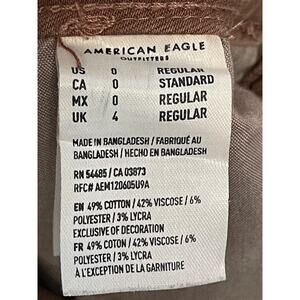 AMERICAN EAGLE
OUTFITTERS
US 0 REGULAR
CA 0 STANDARD
MX 0 REGULAR
UK 4 REGULAR
MADE IN BANGLADESH / FABRIQUÉ AU
BANGLADESH / HECHO EN BANGLADESH
RN 54485 / CA 03873
RFC# AEM120605U9A
EN 49% COTTON / 42% VISCOSE / 6%
POLYESTER / 3% LYCRA
EXCLUSIVE OF DECORATION
FR 49% COTON / 42% VISCOSE / 6%
POLYESTER / 3% LYCRA
À L'EXCEPTION DE LA GARNITURE